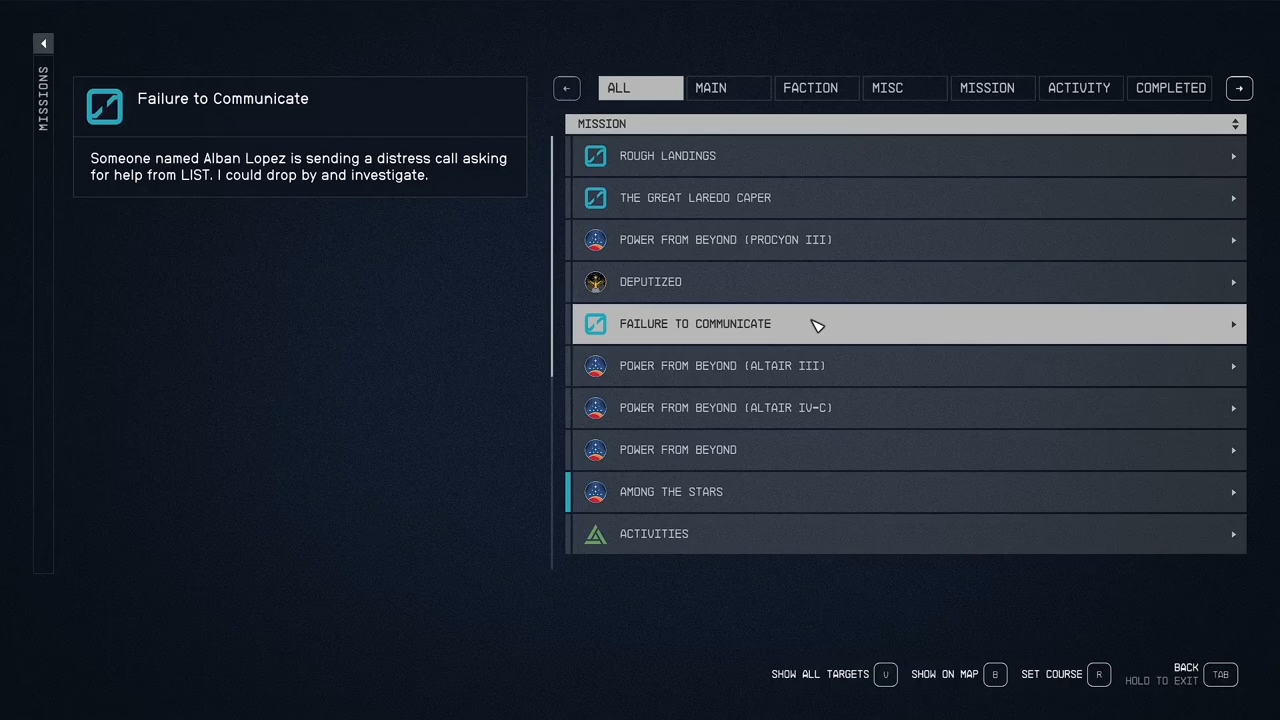 MISSIONS
Failure to Communicate
Someone named Alban Lopez is sending a distress call asking
for help from LIST. I could drop by and investigate.
ALL MAIN FACTION MISC MISSION ACTIVITY COMPLETED
MISSION
ROUGH LANDINGS
THE GREAT LAREDO CAPER
POWER FROM BEYOND (PROCYON III)
DEPUTIZED
FAILURE TO COMMUNICATE
POWER FROM BEYOND (ALTAIR III)
POWER FROM BEYOND (ALTAIR IV-C)
POWER FROM BEYOND
AMONG THE STARS
ACTIVITIES
SHOW ALL TARGETS V SHOW ON MAP B SET COURSE R BACK TAB
HOLD TO EXIT